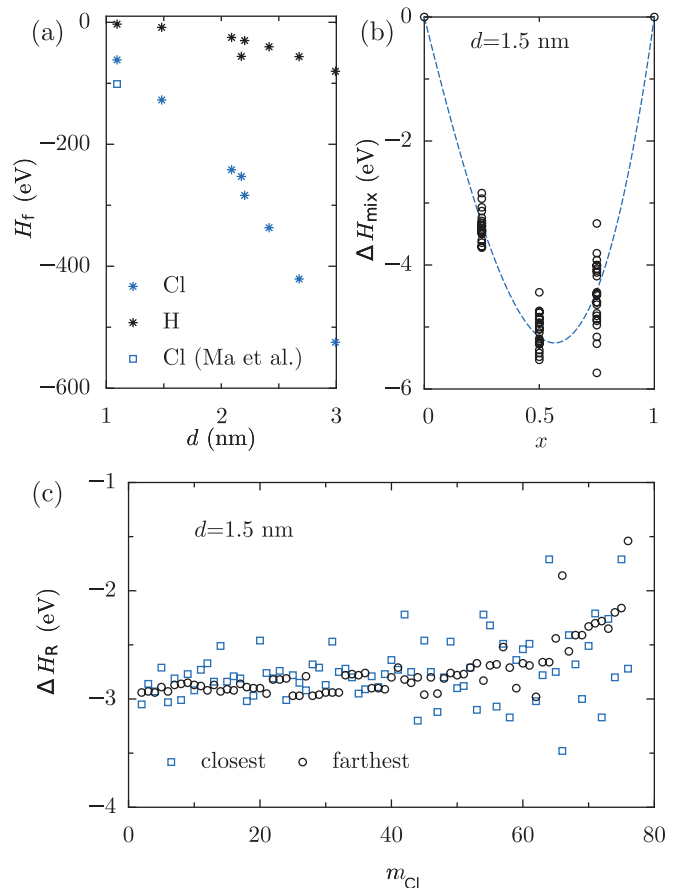 (a)
0
−200
−400
−600
H_f (eV)
Cl
H
Cl (Ma et al.)
1 2 3
d (nm)
(b)
d=1.5 nm
0
−2
−4
−6
Δ H_mix (eV)
0 0.5 1
x
(c)
d=1.5 nm
−1
−2
−3
−4
Δ H_R (eV)
closest farthest
0 20 40 60 80
m_Cl